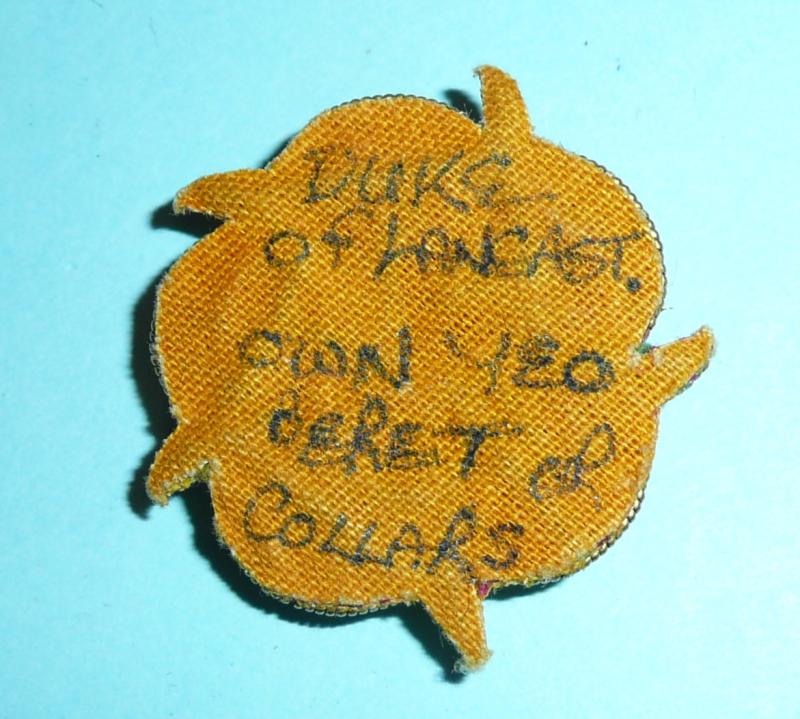 DUKE
OF LANCAST.
OWN YEO
BERET OR
COLLARS